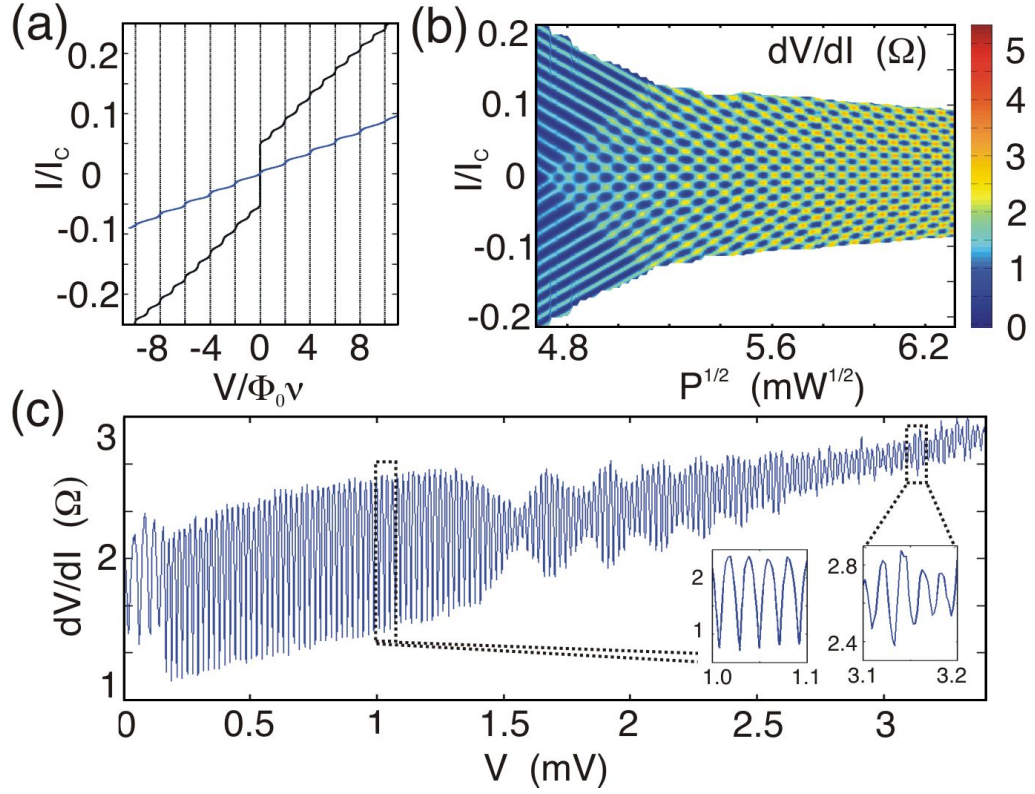 (a)
I/I_C
0.2
0.1
0
-0.1
-0.2
-8 -4 0 4 8
V/Φ₀ν
(b)
dV/dI (Ω)
I/I_C
0.2
0.1
0
-0.1
-0.2
4.8 5.6 6.2
P^{1/2} (mW^{1/2})
5
4
3
2
1
0
(c)
dV/dI (Ω)
3
2
1
0 0.5 1 1.5 2 2.5 3
V (mV)
2
1
1.0 1.1
2.8
2.4
3.1 3.2